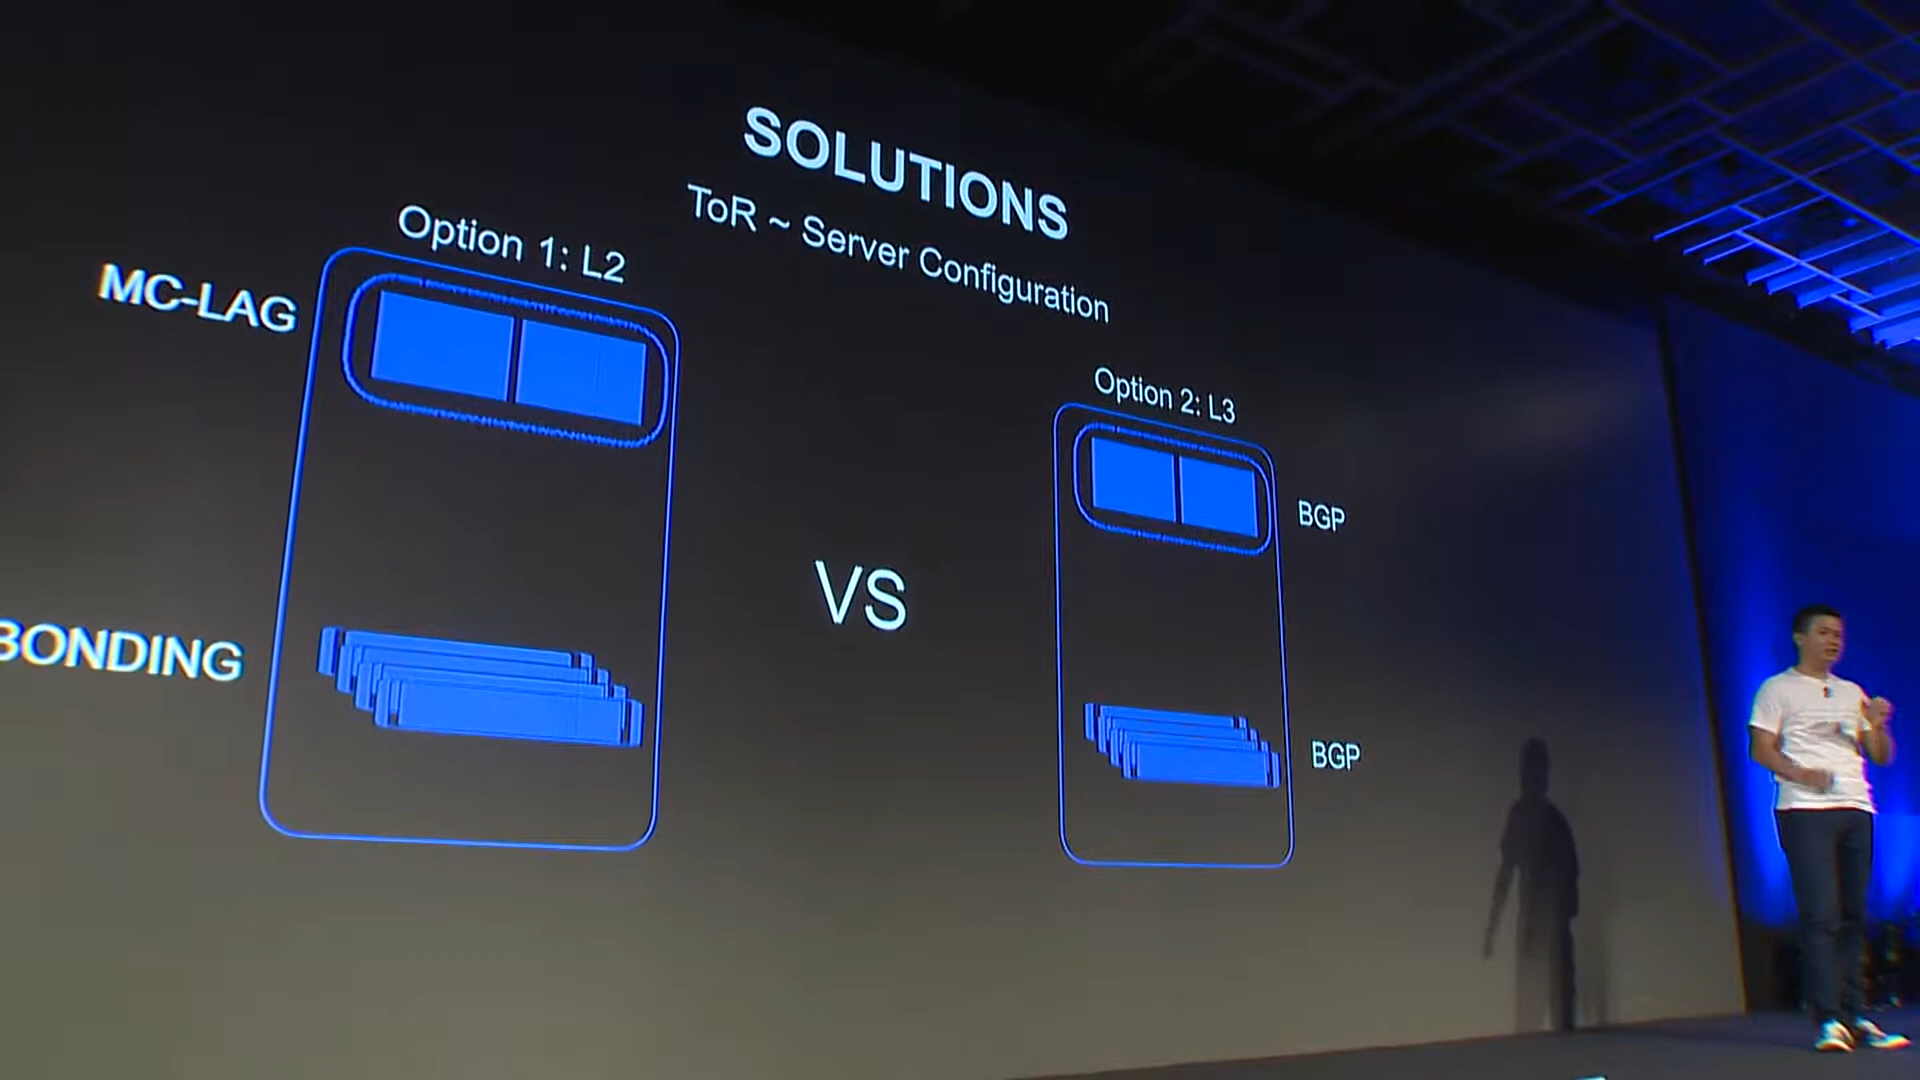 SOLUTIONS
ToR ~ Server Configuration
Option 1: L2
MC-LAG
BONDING
VS
Option 2: L3
BGP
BGP